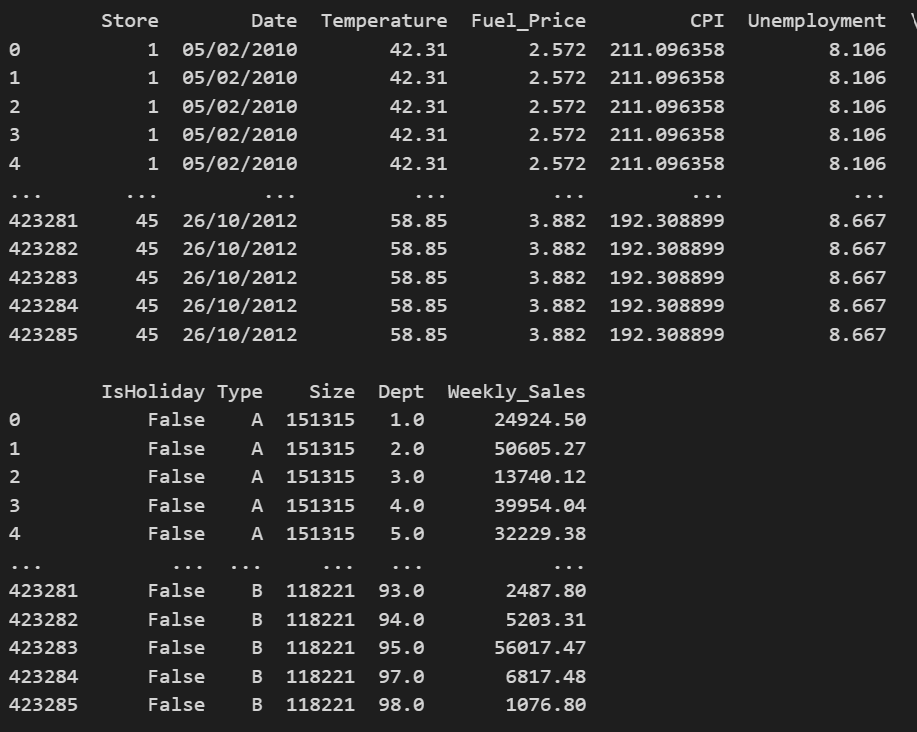 Store Date Temperature Fuel_Price CPI Unemployment \
0 1 05/02/2010 42.31 2.572 211.096358 8.106
1 1 05/02/2010 42.31 2.572 211.096358 8.106
2 1 05/02/2010 42.31 2.572 211.096358 8.106
3 1 05/02/2010 42.31 2.572 211.096358 8.106
4 1 05/02/2010 42.31 2.572 211.096358 8.106
... ... ... ... ... ... ...
423281 45 26/10/2012 58.85 3.882 192.308899 8.667
423282 45 26/10/2012 58.85 3.882 192.308899 8.667
423283 45 26/10/2012 58.85 3.882 192.308899 8.667
423284 45 26/10/2012 58.85 3.882 192.308899 8.667
423285 45 26/10/2012 58.85 3.882 192.308899 8.667
IsHoliday Type Size Dept Weekly_Sales
0 False A 151315 1.0 24924.50
1 False A 151315 2.0 50605.27
2 False A 151315 3.0 13740.12
3 False A 151315 4.0 39954.04
4 False A 151315 5.0 32229.38
... ... ... ... ... ...
423281 False B 118221 93.0 2487.80
423282 False B 118221 94.0 5203.31
423283 False B 118221 95.0 56017.47
423284 False B 118221 97.0 6817.48
423285 False B 118221 98.0 1076.80